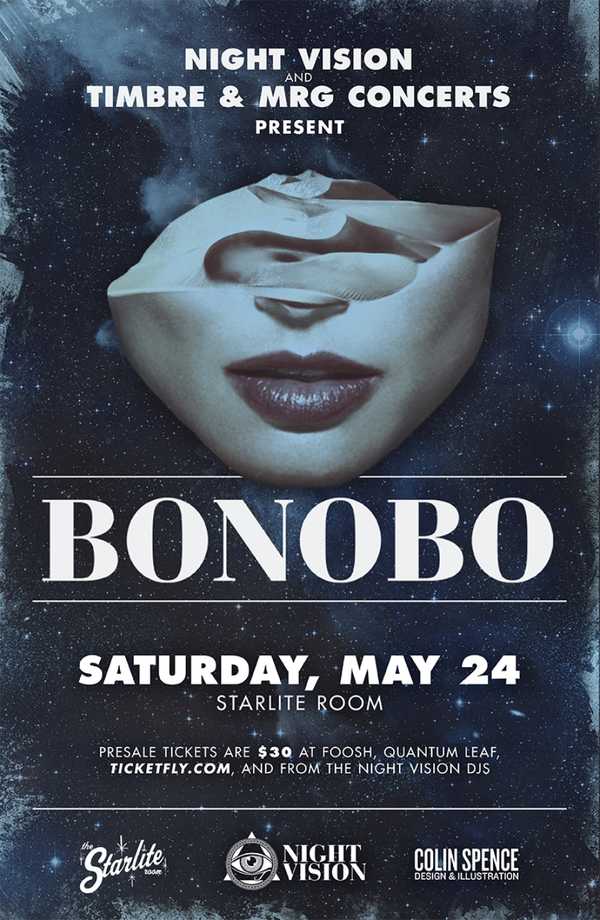 NIGHT VISION
AND
TIMBRE & MRG CONCERTS
PRESENT
BONOBO
SATURDAY, MAY 24
STARLITE ROOM
PRESALE TICKETS ARE $30 AT FOOSH, QUANTUM LEAF,
TICKETFLY.COM, AND FROM THE NIGHT VISION DJS
the
Starlite
room
NIGHT
VISION
COLIN SPENCE
DESIGN & ILLUSTRATION